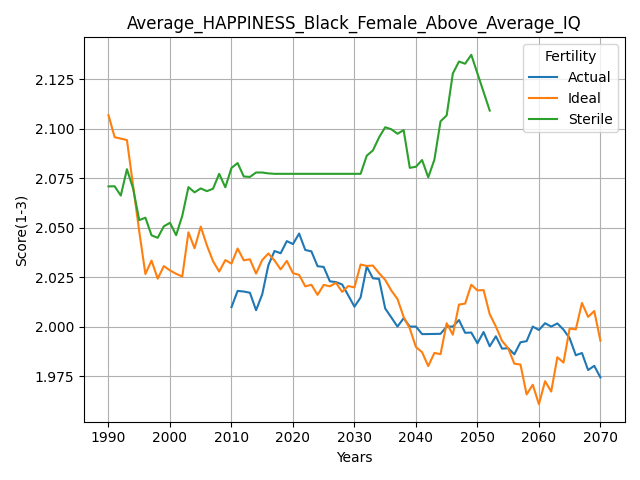 Average_HAPPINESS_Black_Female_Above_Average_IQ
Fertility
Actual
Ideal
Sterile
Score(1-3)
2.125
2.100
2.075
2.050
2.025
2.000
1.975
1990 2000 2010 2020 2030 2040 2050 2060 2070
Years